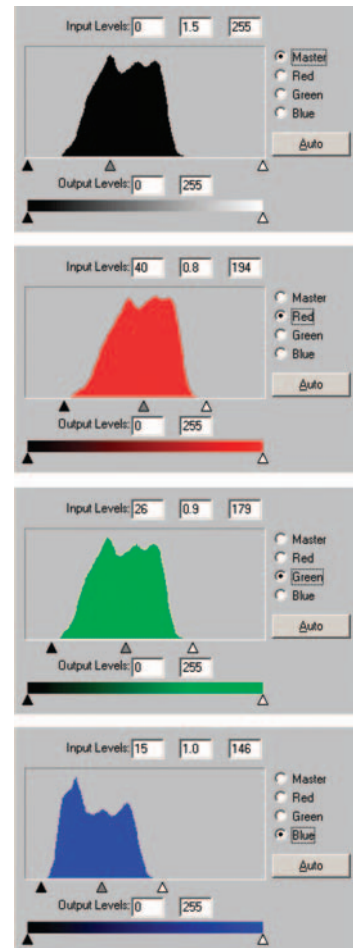 Input Levels: 0 1.5 255
Master
Red
Green
Blue
Auto
Output Levels: 0 255
Input Levels: 40 0.8 194
Master
Red
Green
Blue
Auto
Output Levels: 0 255
Input Levels: 26 0.9 179
Master
Red
Green
Blue
Auto
Output Levels: 0 255
Input Levels: 15 1.0 146
Master
Red
Green
Blue
Auto
Output Levels: 0 255